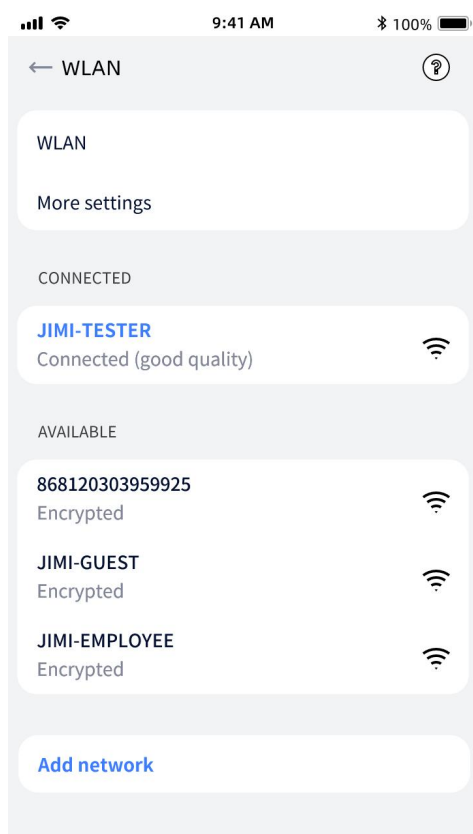 9:41 AM
100%
← WLAN
?
WLAN
More settings
CONNECTED
JIMI-TESTER
Connected (good quality)
AVAILABLE
868120303959925
Encrypted
JIMI-GUEST
Encrypted
JIMI-EMPLOYEE
Encrypted
Add network